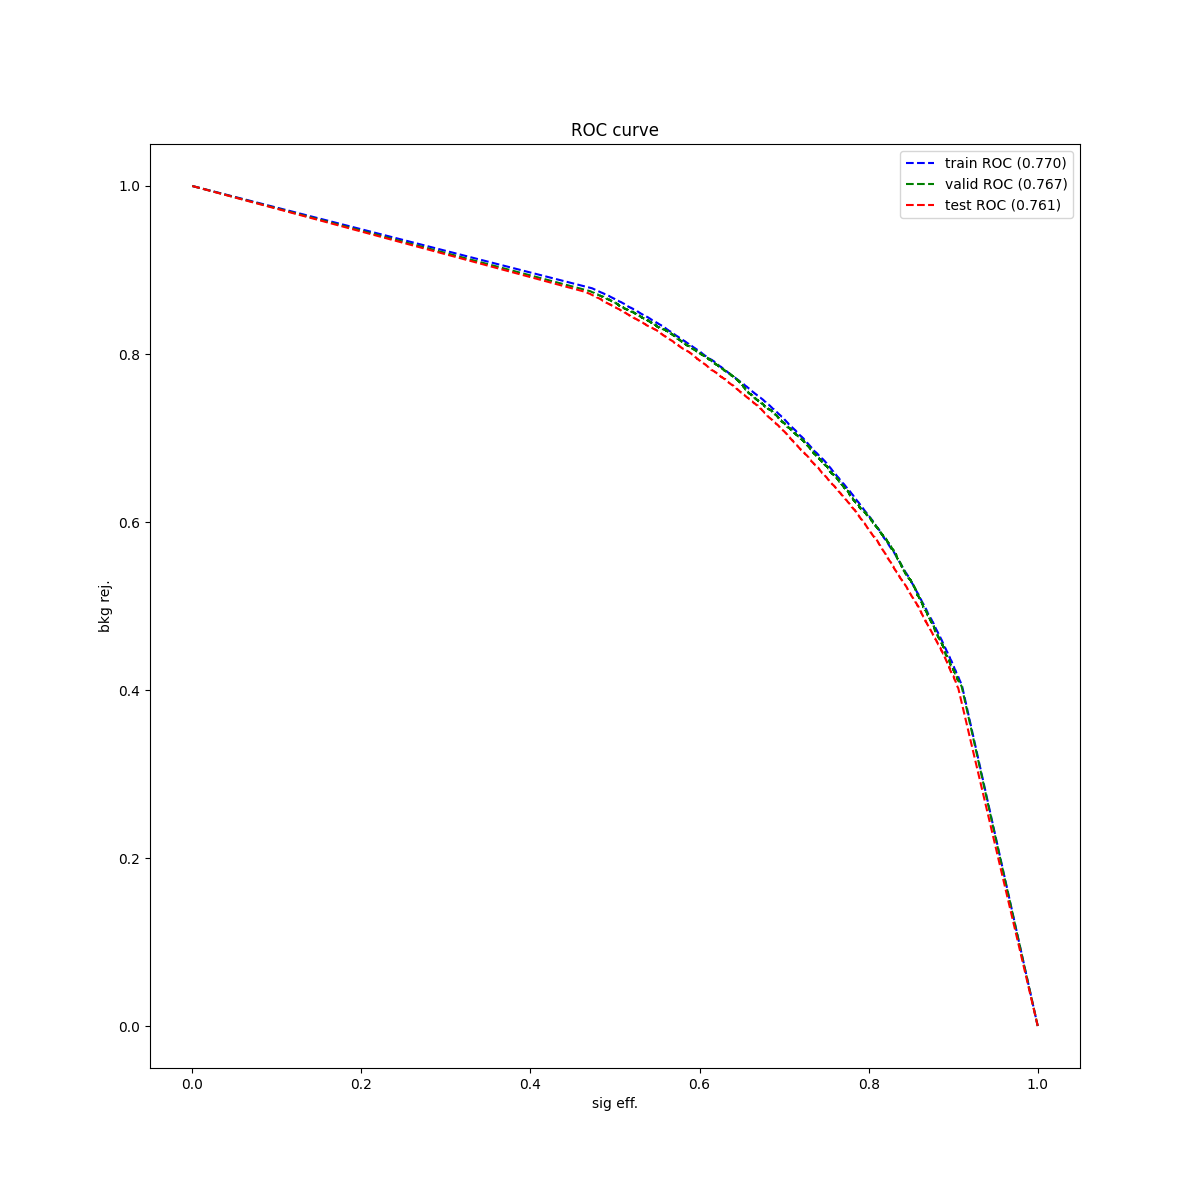 ROC curve
train ROC (0.770)
valid ROC (0.767)
test ROC (0.761)
1.0
0.8
0.6
0.4
0.2
0.0
bkg rej.
0.0 0.2 0.4 0.6 0.8 1.0
sig eff.